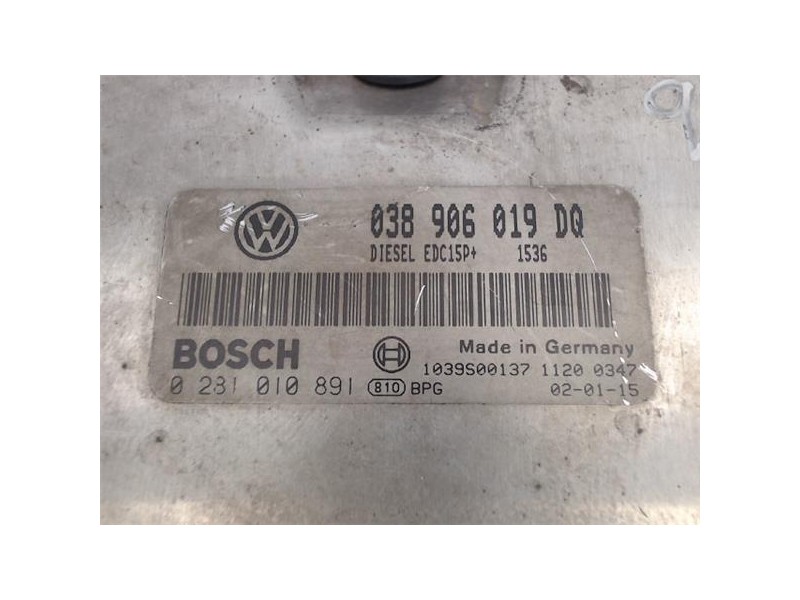 038 906 019 DQ
DIESEL EDC15P+ 1536
BOSCH Made in Germany
1039S00137 1120 0347
0 281 010 891 810 BPG 02-01-15